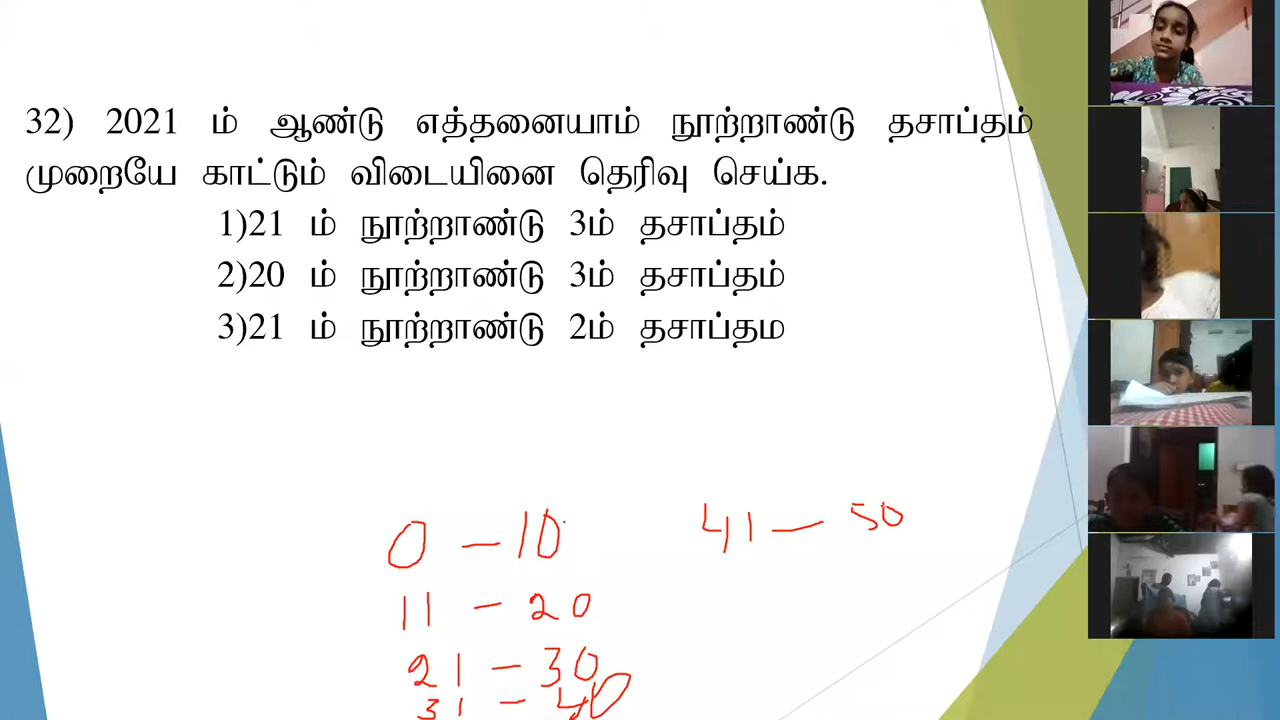 32) 2021 ம் ஆண்டு எத்தனையாம் நூற்றாண்டு தசாப்தம்
முறையே காட்டும் விடையினை தெரிவு செய்க.
1)21 ம் நூற்றாண்டு 3ம் தசாப்தம்
2)20 ம் நூற்றாண்டு 3ம் தசாப்தம்
3)21 ம் நூற்றாண்டு 2ம் தசாப்தம
0 - 10
11 - 20
21 - 30
31 - 40
41 - 50